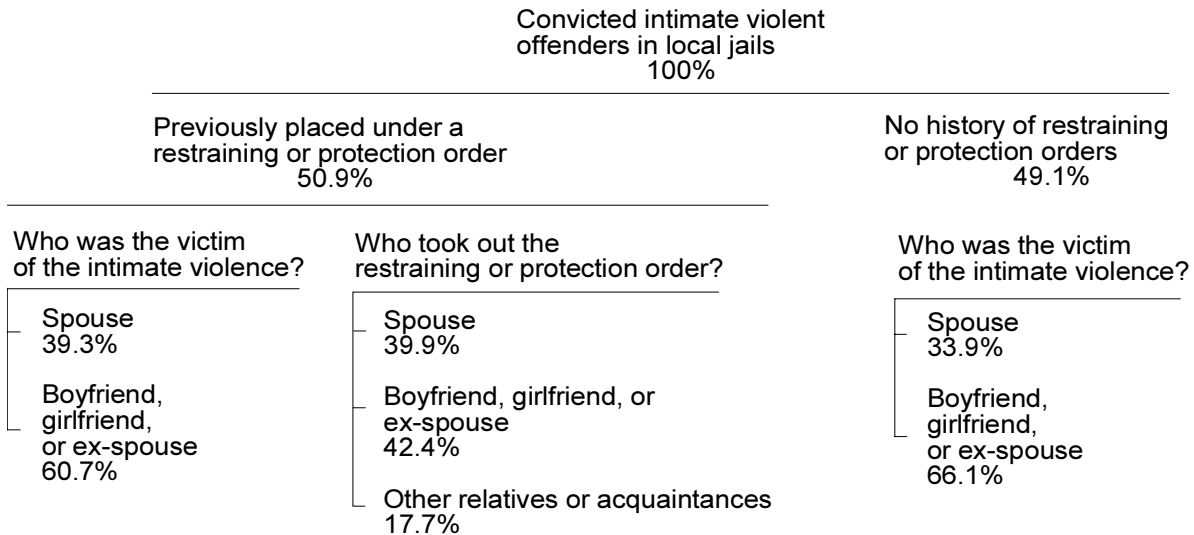 Convicted intimate violent
offenders in local jails
100%
Previously placed under a
restraining or protection order
50.9%
No history of restraining
or protection orders
49.1%
Who was the victim
of the intimate violence?
Spouse
39.3%
Boyfriend,
girlfriend,
or ex-spouse
60.7%
Who took out the
restraining or protection order?
Spouse
39.9%
Boyfriend, girlfriend, or
ex-spouse
42.4%
Other relatives or acquaintances
17.7%
Who was the victim
of the intimate violence?
Spouse
33.9%
Boyfriend,
girlfriend,
or ex-spouse
66.1%